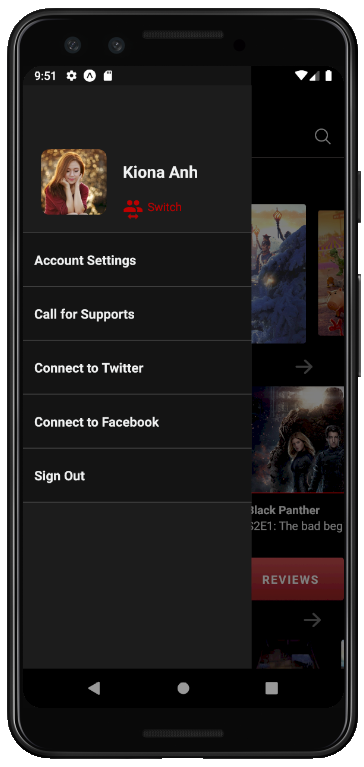 9:51
Kiona Anh
Switch
Account Settings
Call for Supports
Connect to Twitter
Connect to Facebook
Sign Out
Black Panther
S2E1: The bad beg
REVIEWS